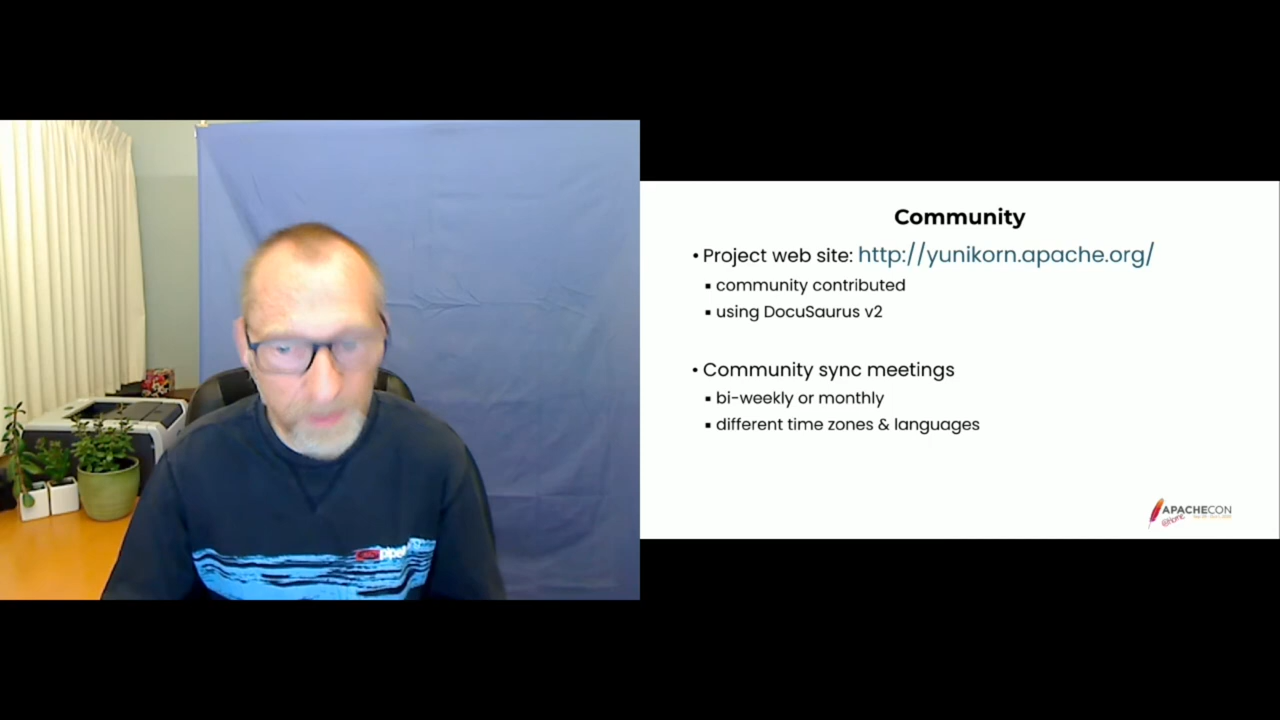 Community
• Project web site: http://yunikorn.apache.org/
▪ community contributed
▪ using DocuSaurus v2
• Community sync meetings
▪ bi-weekly or monthly
▪ different time zones & languages
APACHECON
@home